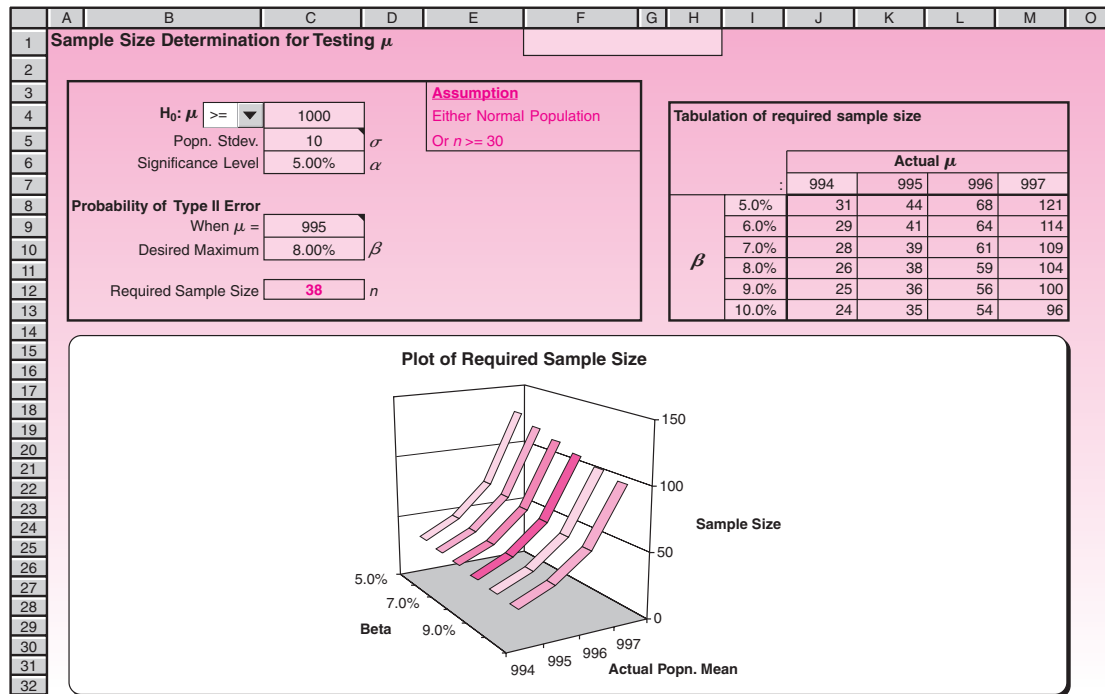 A B C D E F G H I J K L M O
1 Sample Size Determination for Testing μ
2
3 Assumption
4 H0: μ >= 1000 Either Normal Population Tabulation of required sample size
5 Popn. Stdev. 10 σ Or n >= 30
6 Significance Level 5.00% α Actual μ
7 : 994 995 996 997
8 Probability of Type II Error 5.0% 31 44 68 121
9 When μ = 995 6.0% 29 41 64 114
10 Desired Maximum 8.00% β 7.0% 28 39 61 109
β
11 8.0% 26 38 59 104
12 Required Sample Size 38 n 9.0% 25 36 56 100
13 10.0% 24 35 54 96
14
15
16 Plot of Required Sample Size
17
18
19 150
20
21
22 100
23
24 Sample Size
25 50
26
27 5.0%
28 7.0% 0
29 Beta 9.0%
30 994 995 996 997
31 Actual Popn. Mean
32